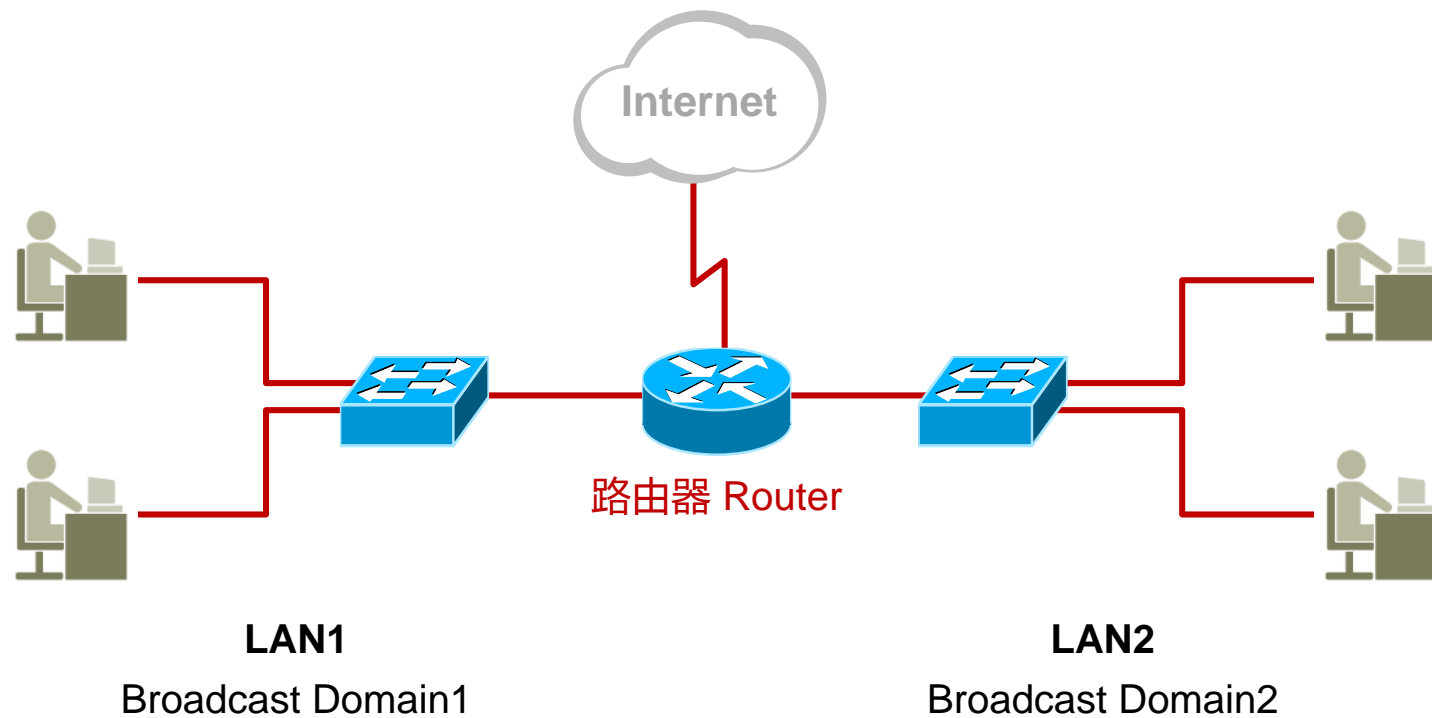 Internet
路由器 Router
LAN1
Broadcast Domain1
LAN2
Broadcast Domain2